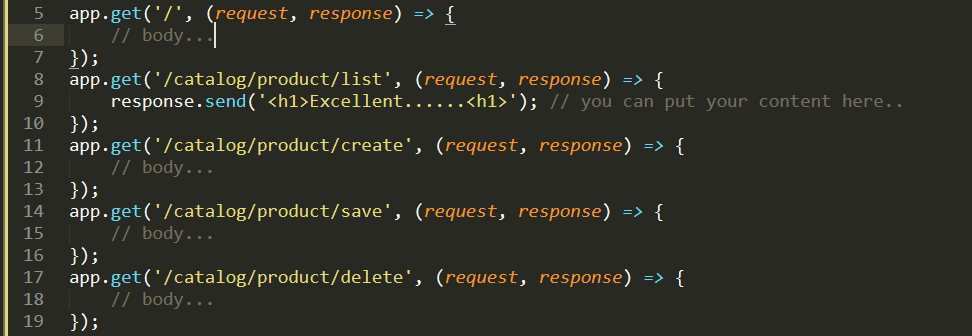 5 app.get('/', (request, response) => {
6 // body...
7 });
8 app.get('/catalog/product/list', (request, response) => {
9 response.send('<h1>Excellent......<h1>'); // you can put your content here..
10 });
11 app.get('/catalog/product/create', (request, response) => {
12 // body...
13 });
14 app.get('/catalog/product/save', (request, response) => {
15 // body...
16 });
17 app.get('/catalog/product/delete', (request, response) => {
18 // body...
19 });